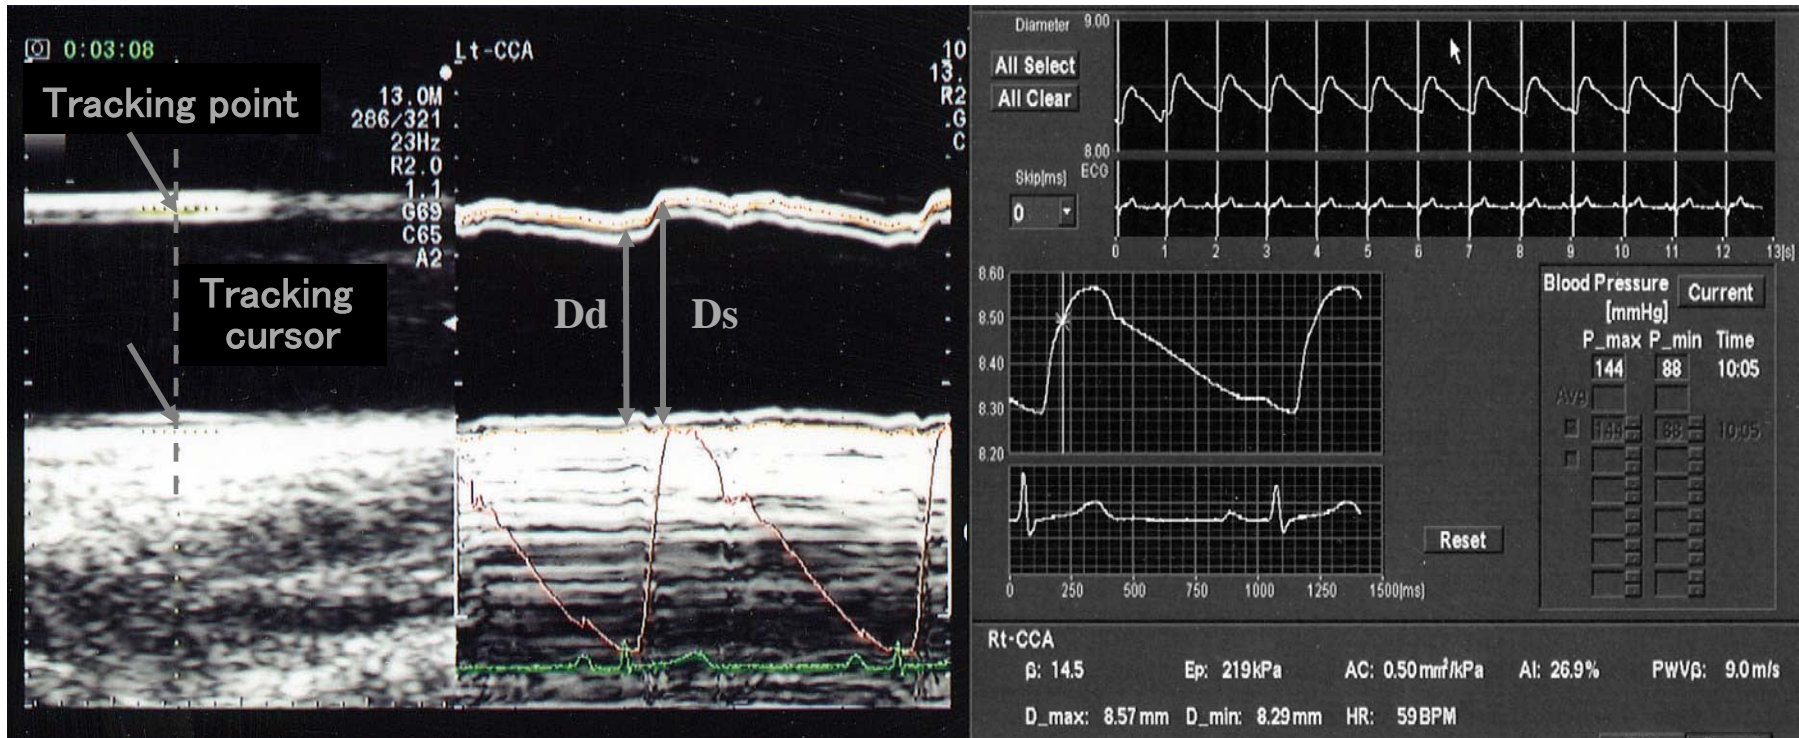 0:03:08
Tracking point
13.0M
286/321
23Hz
R2.0
1.1
G69
C65
A2
Tracking
cursor
Lt-CCA
10
13.
R2
.G
C
Dd
Ds
Diameter
9.00
All Select
All Clear
8.00
ECG
Skip[ms]
0
0 1 2 3 4 5 6 7 8 9 10 11 12 13[s]
8.60
8.50
8.40
8.30
8.20
0 250 500 750 1000 1250 1500[ms]
Blood Pressure
[mmHg]
Current
P_max P_min Time
144 88 10:05
Avg
144 88 10:05
Reset
Rt-CCA
β: 14.5 Ep: 219kPa AC: 0.50mm²/kPa AI: 26.9% PWVβ: 9.0m/s
D_max: 8.57mm D_min: 8.29mm HR: 59BPM